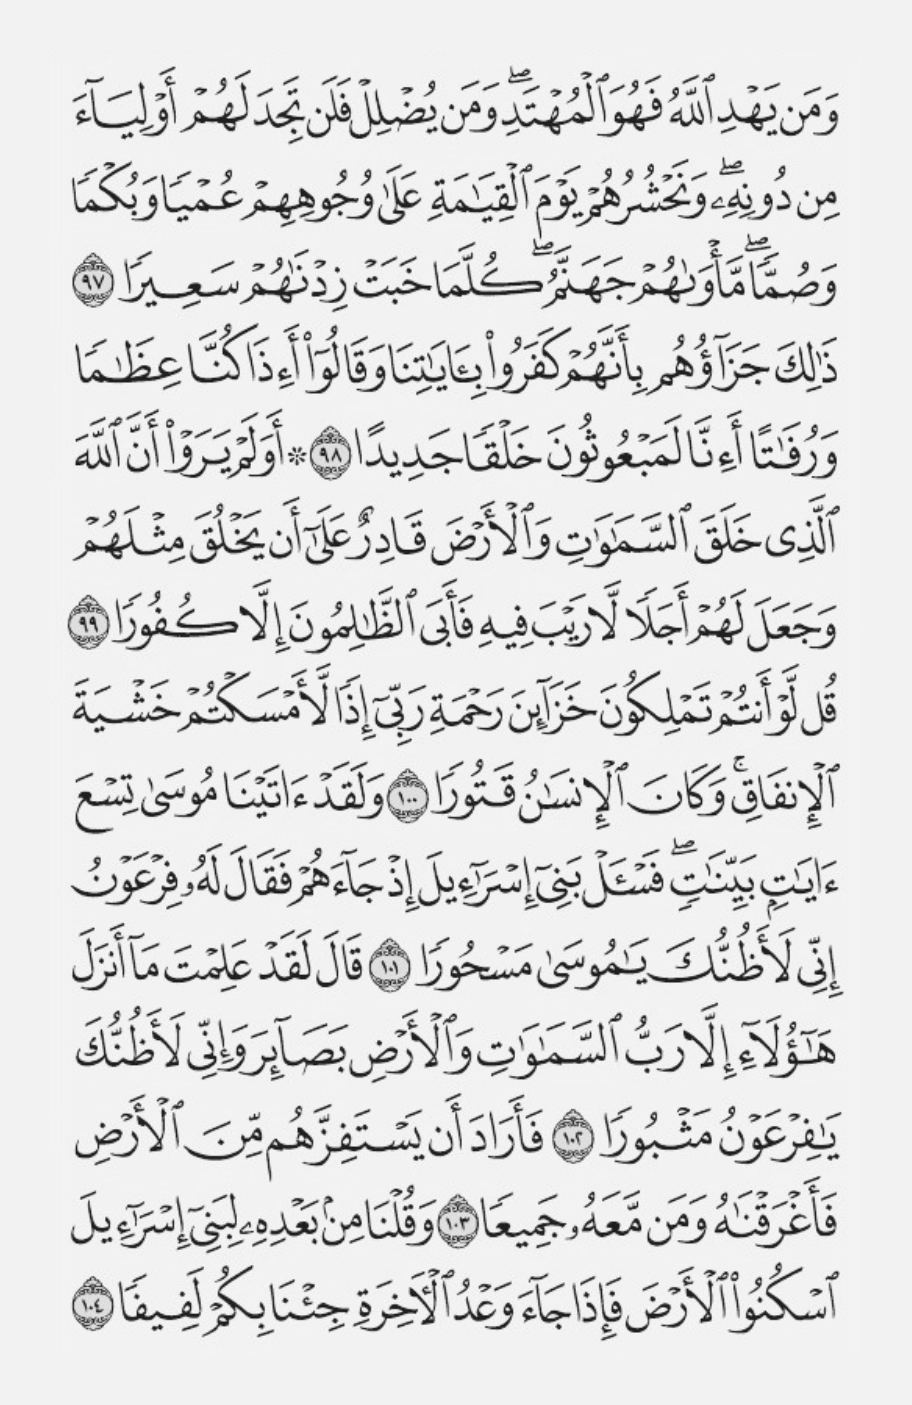 وَمَن يَهْدِ ٱللَّهُ فَهُوَ ٱلْمُهْتَدِۖ وَمَن يُضْلِلْ فَلَن تَجِدَ لَهُمْ أَوْلِيَآءَ
مِن دُونِهِۦۖ وَنَحْشُرُهُمْ يَوْمَ ٱلْقِيَـٰمَةِ عَلَىٰ وُجُوهِهِمْ عُمْيًا وَبُكْمًا
وَصُمًّاۖ مَّأْوَىٰهُمْ جَهَنَّمُۖ كُلَّمَا خَبَتْ زِدْنَـٰهُمْ سَعِيرًا ٩٧
ذَٰلِكَ جَزَآؤُهُم بِأَنَّهُمْ كَفَرُوا۟ بِـَٔايَـٰتِنَا وَقَالُوٓا۟ أَءِذَا كُنَّا عِظَـٰمًا
وَرُفَـٰتًا أَءِنَّا لَمَبْعُوثُونَ خَلْقًا جَدِيدًا ٩٨ ۞ أَوَلَمْ يَرَوْا۟ أَنَّ ٱللَّهَ
ٱلَّذِى خَلَقَ ٱلسَّمَـٰوَٰتِ وَٱلْأَرْضَ قَادِرٌ عَلَىٰٓ أَن يَخْلُقَ مِثْلَهُمْ
وَجَعَلَ لَهُمْ أَجَلًا لَّا رَيْبَ فِيهِ فَأَبَى ٱلظَّـٰلِمُونَ إِلَّا كُفُورًا ٩٩
قُل لَّوْ أَنتُمْ تَمْلِكُونَ خَزَآئِنَ رَحْمَةِ رَبِّىٓ إِذًا لَّأَمْسَكْتُمْ خَشْيَةَ
ٱلْإِنفَاقِۚ وَكَانَ ٱلْإِنسَـٰنُ قَتُورًا ١٠٠ وَلَقَدْ ءَاتَيْنَا مُوسَىٰ تِسْعَ
ءَايَـٰتٍۭ بَيِّنَـٰتٍۖ فَسْـَٔلْ بَنِىٓ إِسْرَٰٓءِيلَ إِذْ جَآءَهُمْ فَقَالَ لَهُۥ فِرْعَوْنُ
إِنِّى لَأَظُنُّكَ يَـٰمُوسَىٰ مَسْحُورًا ١٠١ قَالَ لَقَدْ عَلِمْتَ مَآ أَنزَلَ
هَـٰٓؤُلَآءِ إِلَّا رَبُّ ٱلسَّمَـٰوَٰتِ وَٱلْأَرْضِ بَصَآئِرَ وَإِنِّى لَأَظُنُّكَ
يَـٰفِرْعَوْنُ مَثْبُورًا ١٠٢ فَأَرَادَ أَن يَسْتَفِزَّهُم مِّنَ ٱلْأَرْضِ
فَأَغْرَقْنَـٰهُ وَمَن مَّعَهُۥ جَمِيعًا ١٠٣ وَقُلْنَا مِنۢ بَعْدِهِۦ لِبَنِىٓ إِسْرَٰٓءِيلَ
ٱسْكُنُوا۟ ٱلْأَرْضَ فَإِذَا جَآءَ وَعْدُ ٱلْـَٔاخِرَةِ جِئْنَا بِكُمْ لَفِيفًا ١٠٤